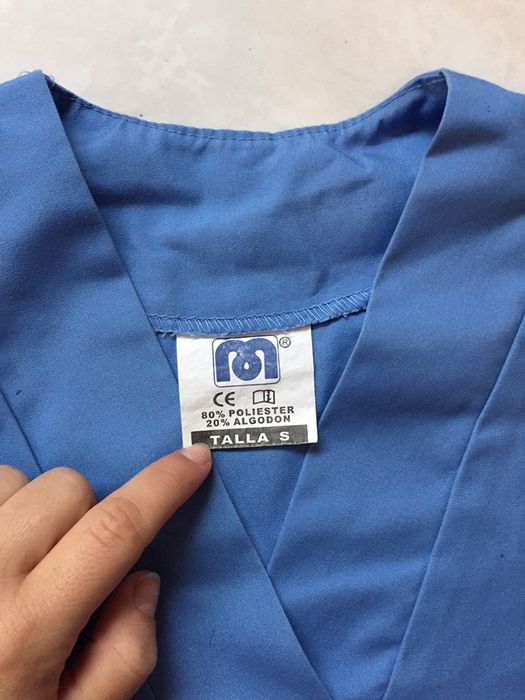 ®
CE
80% POLIESTER
20% ALGODON
TALLA S